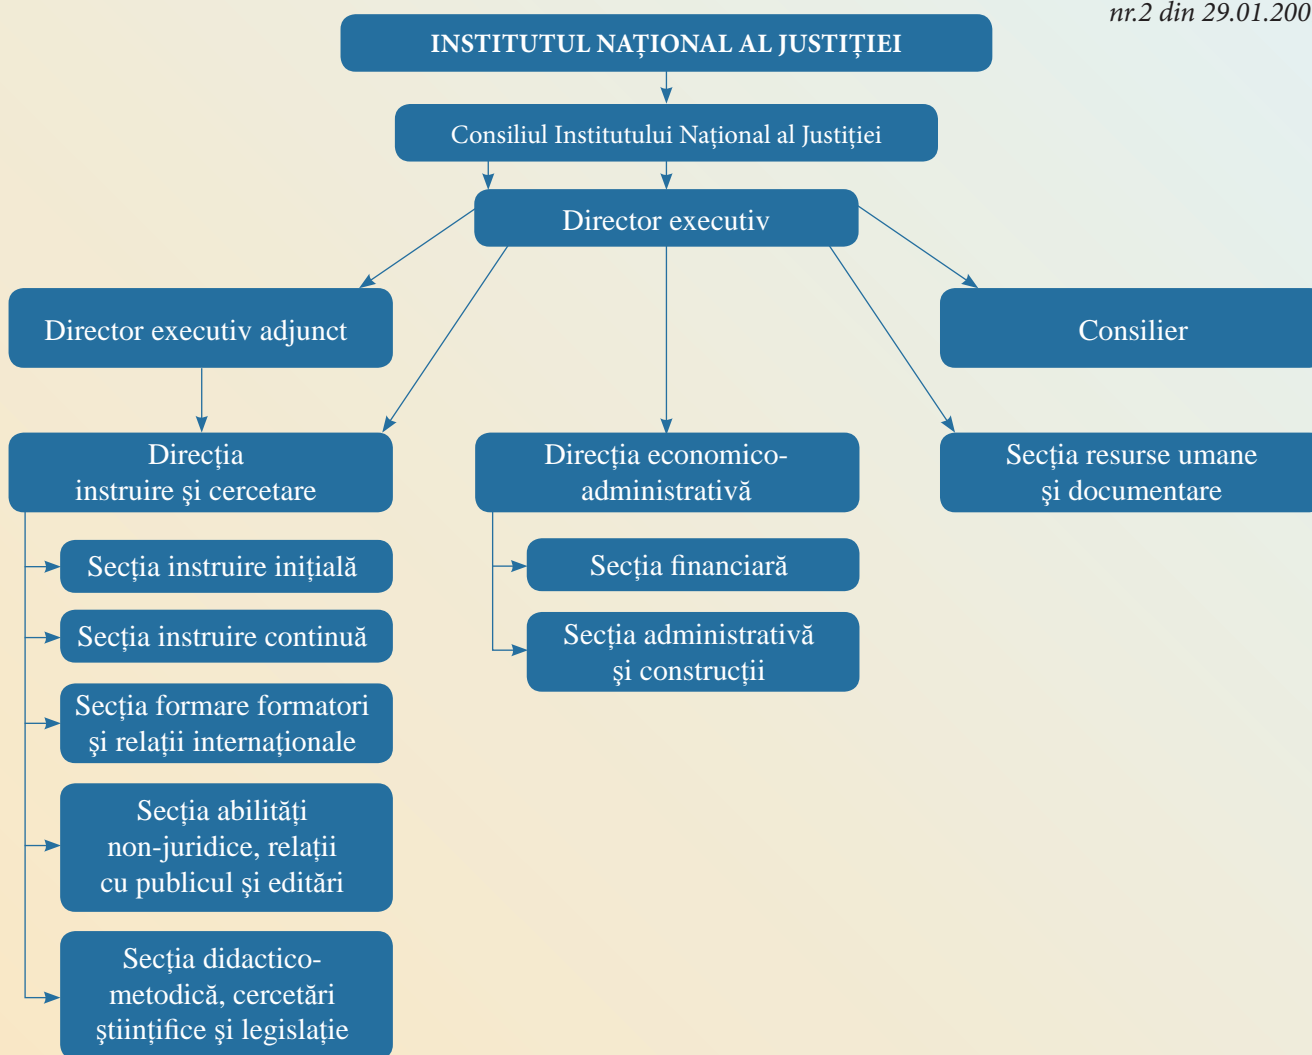 nr.2 din 29.01.200
INSTITUTUL NAȚIONAL AL JUSTIȚIEI
Consiliul Institutului Național al Justiției
Director executiv
Director executiv adjunct
Consilier
Direcția
instruire şi cercetare
Direcția economico-
administrativă
Secția resurse umane
şi documentare
Secția instruire inițială
Secția instruire continuă
Secția formare formatori
şi relații internaționale
Secția abilități
non-juridice, relații
cu publicul şi editări
Secția didactico-
metodică, cercetări
ştiințifice şi legislație
Secția financiară
Secția administrativă
şi construcții